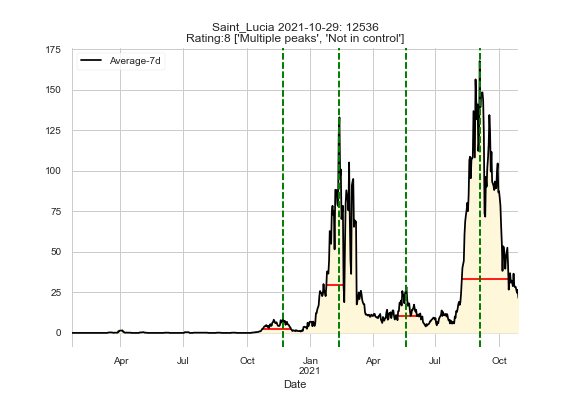 Saint_Lucia 2021-10-29: 12536
Rating:8 ['Multiple peaks', 'Not in control']
Average-7d
175
150
125
100
75
50
25
0
Apr Jul Oct Jan Apr Jul Oct
2021
Date